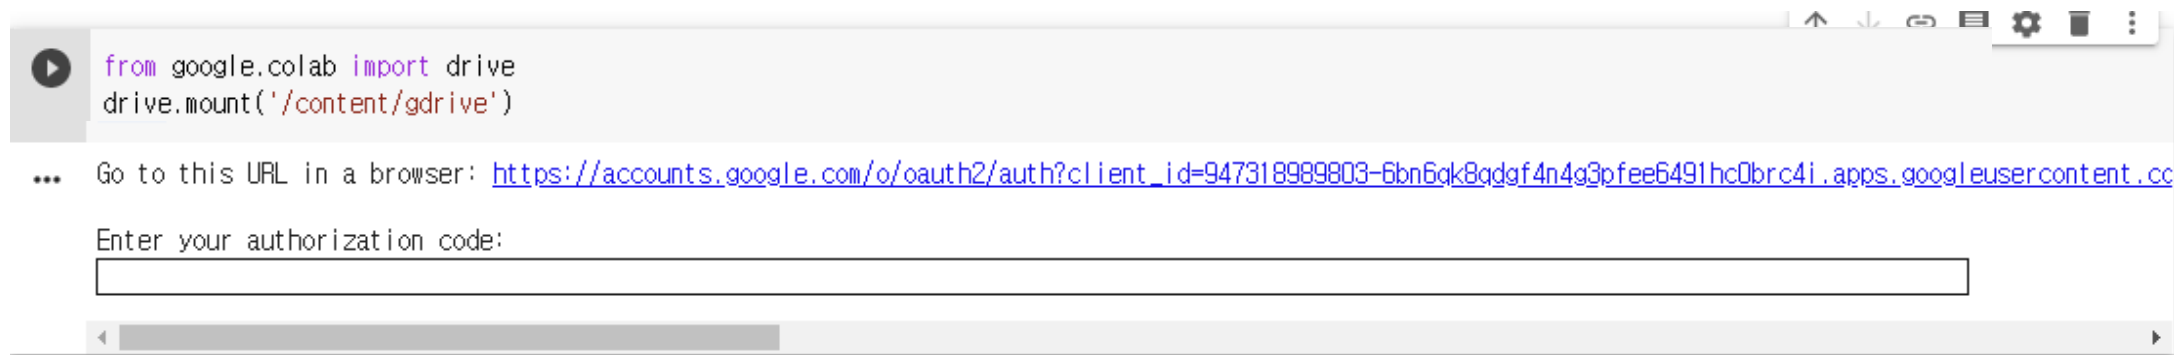 from google.colab import drive
drive.mount('/content/gdrive')
Go to this URL in a browser: https://accounts.google.com/o/oauth2/auth?client_id=947318989803-6bn6qk8qdgf4n4g3pfee6491hc0brc4i.apps.googleusercontent.cc
Enter your authorization code: